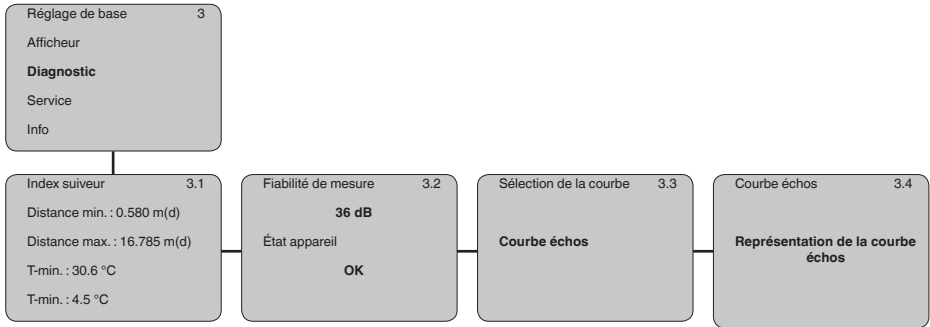 Réglage de base 3
Afficheur
Diagnostic
Service
Info
Index suiveur 3.1
Distance min. : 0.580 m(d)
Distance max. : 16.785 m(d)
T-min. : 30.6 °C
T-min. : 4.5 °C
Fiabilité de mesure 3.2
36 dB
État appareil
OK
Sélection de la courbe 3.3
Courbe échos
Courbe échos 3.4
Représentation de la courbe
échos